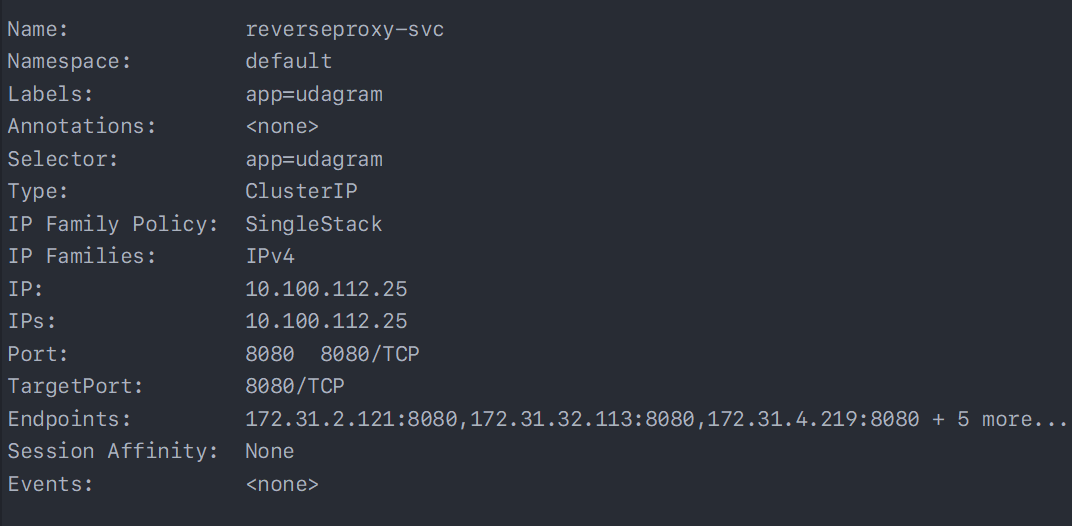 Name:              reverseproxy-svc
Namespace:         default
Labels:            app=udagram
Annotations:       <none>
Selector:          app=udagram
Type:              ClusterIP
IP Family Policy:  SingleStack
IP Families:       IPv4
IP:                10.100.112.25
IPs:               10.100.112.25
Port:              8080  8080/TCP
TargetPort:        8080/TCP
Endpoints:         172.31.2.121:8080,172.31.32.113:8080,172.31.4.219:8080 + 5 more...
Session Affinity:  None
Events:            <none>